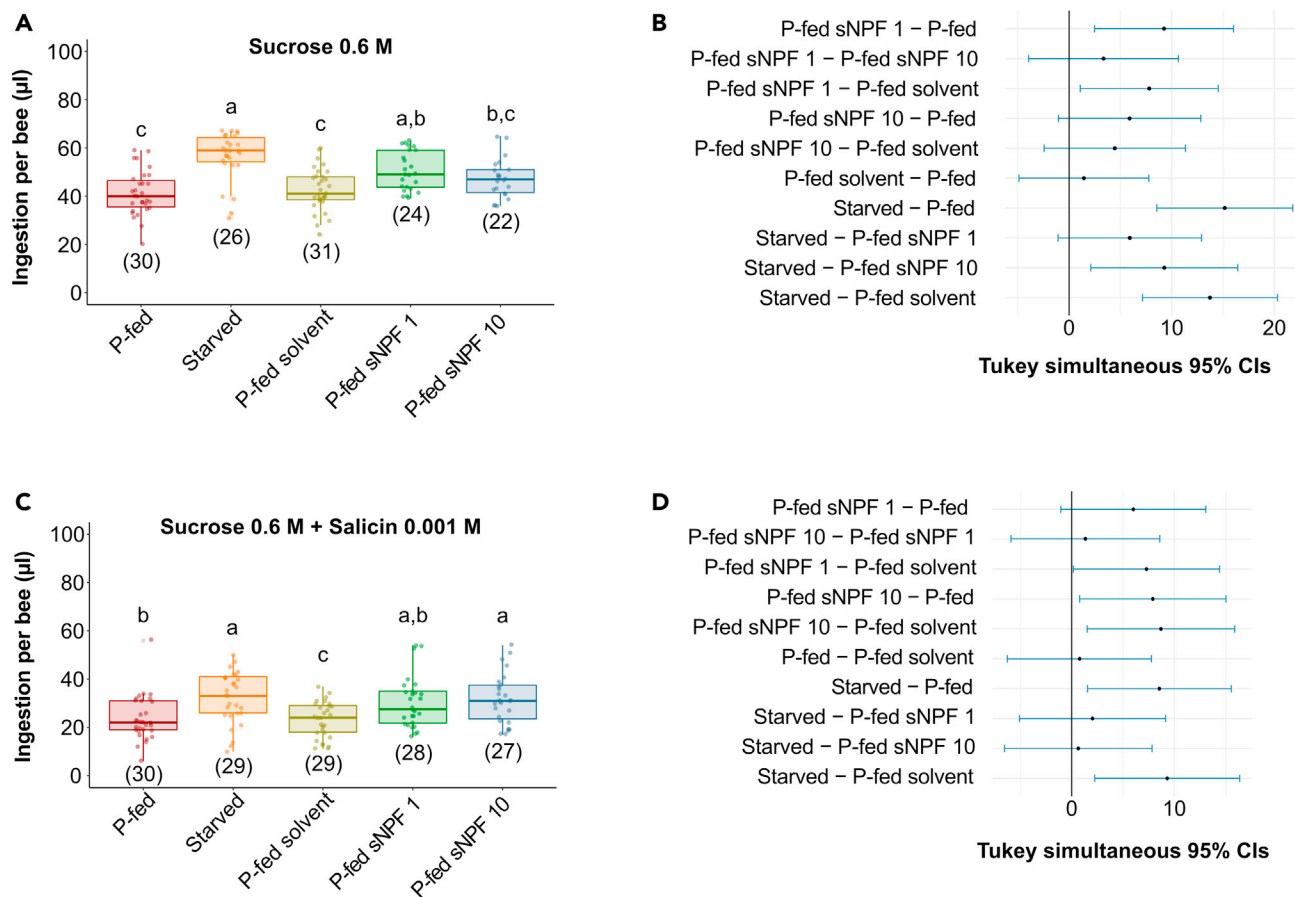 A
Sucrose 0.6 M
Ingestion per bee (µl)
100
80
60
40
20
0
c
a
c
a,b
b,c
(30)
(26)
(31)
(24)
(22)
P-fed
Starved
P-fed solvent
P-fed sNPF 1
P-fed sNPF 10
B
P-fed sNPF 1 − P-fed
P-fed sNPF 1 − P-fed sNPF 10
P-fed sNPF 1 − P-fed solvent
P-fed sNPF 10 − P-fed
P-fed sNPF 10 − P-fed solvent
P-fed solvent − P-fed
Starved − P-fed
Starved − P-fed sNPF 1
Starved − P-fed sNPF 10
Starved − P-fed solvent
0
10
20
Tukey simultaneous 95% CIs
C
Sucrose 0.6 M + Salicin 0.001 M
Ingestion per bee (µl)
100
80
60
40
20
0
b
a
c
a,b
a
(30)
(29)
(29)
(28)
(27)
P-fed
Starved
P-fed solvent
P-fed sNPF 1
P-fed sNPF 10
D
P-fed sNPF 1 − P-fed
P-fed sNPF 10 − P-fed sNPF 1
P-fed sNPF 1 − P-fed solvent
P-fed sNPF 10 − P-fed
P-fed sNPF 10 − P-fed solvent
P-fed − P-fed solvent
Starved − P-fed
Starved − P-fed sNPF 1
Starved − P-fed sNPF 10
Starved − P-fed solvent
0
10
Tukey simultaneous 95% CIs